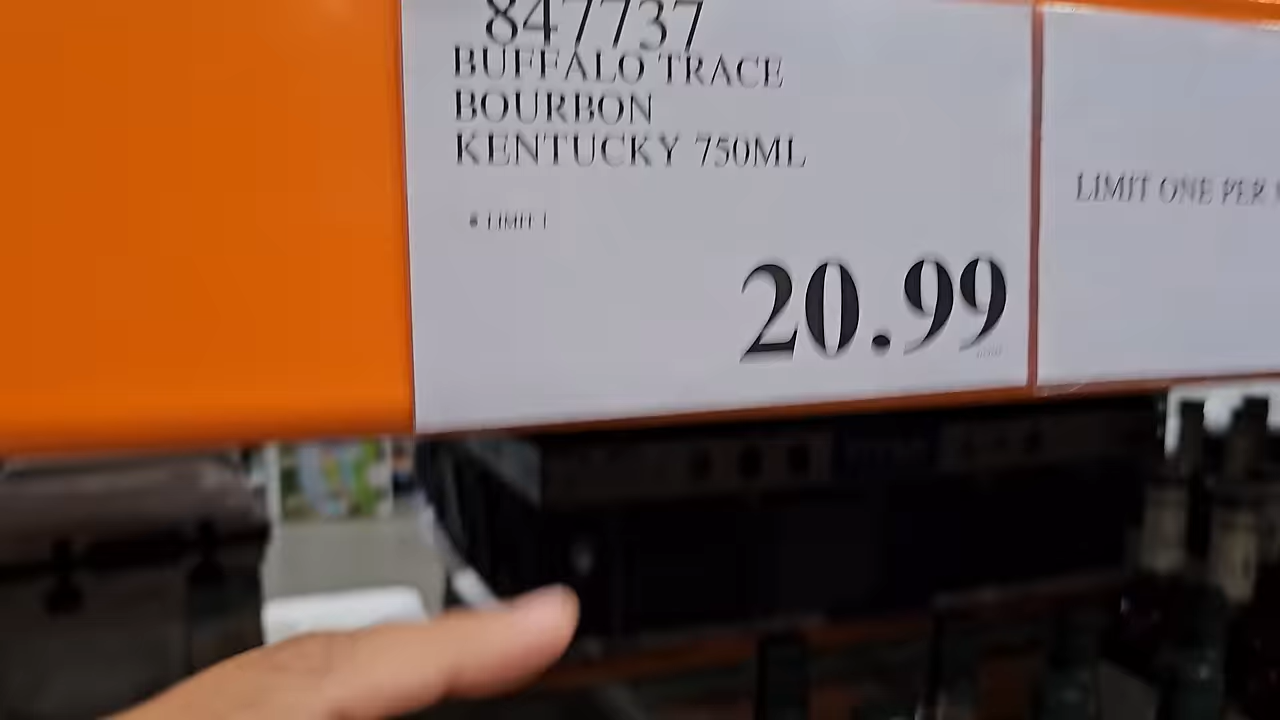 847737
BUFFALO TRACE
BOURBON
KENTUCKY 750ML
* LIMIT 1
20.99
LIMIT ONE PER